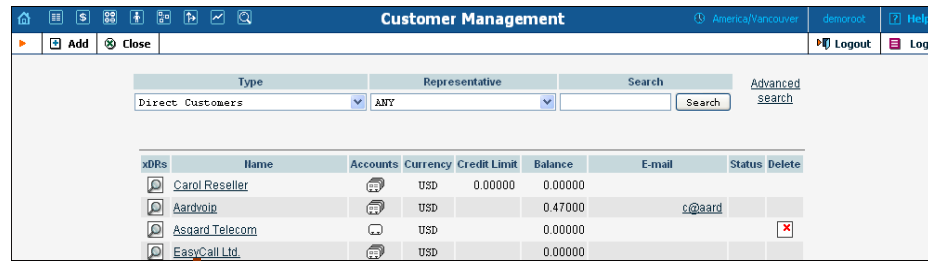 Customer Management America/Vancouver demoroot ? Help
Add Close Logout Log
Type Representative Search Advanced search
Direct Customers ANY Search
xDRs Name Accounts Currency Credit Limit Balance E-mail Status Delete
Carol Reseller USD 0.00000 0.00000
Aardvoip USD 0.47000 c@aard
Asgard Telecom USD 0.00000
EasyCall Ltd. USD 0.00000